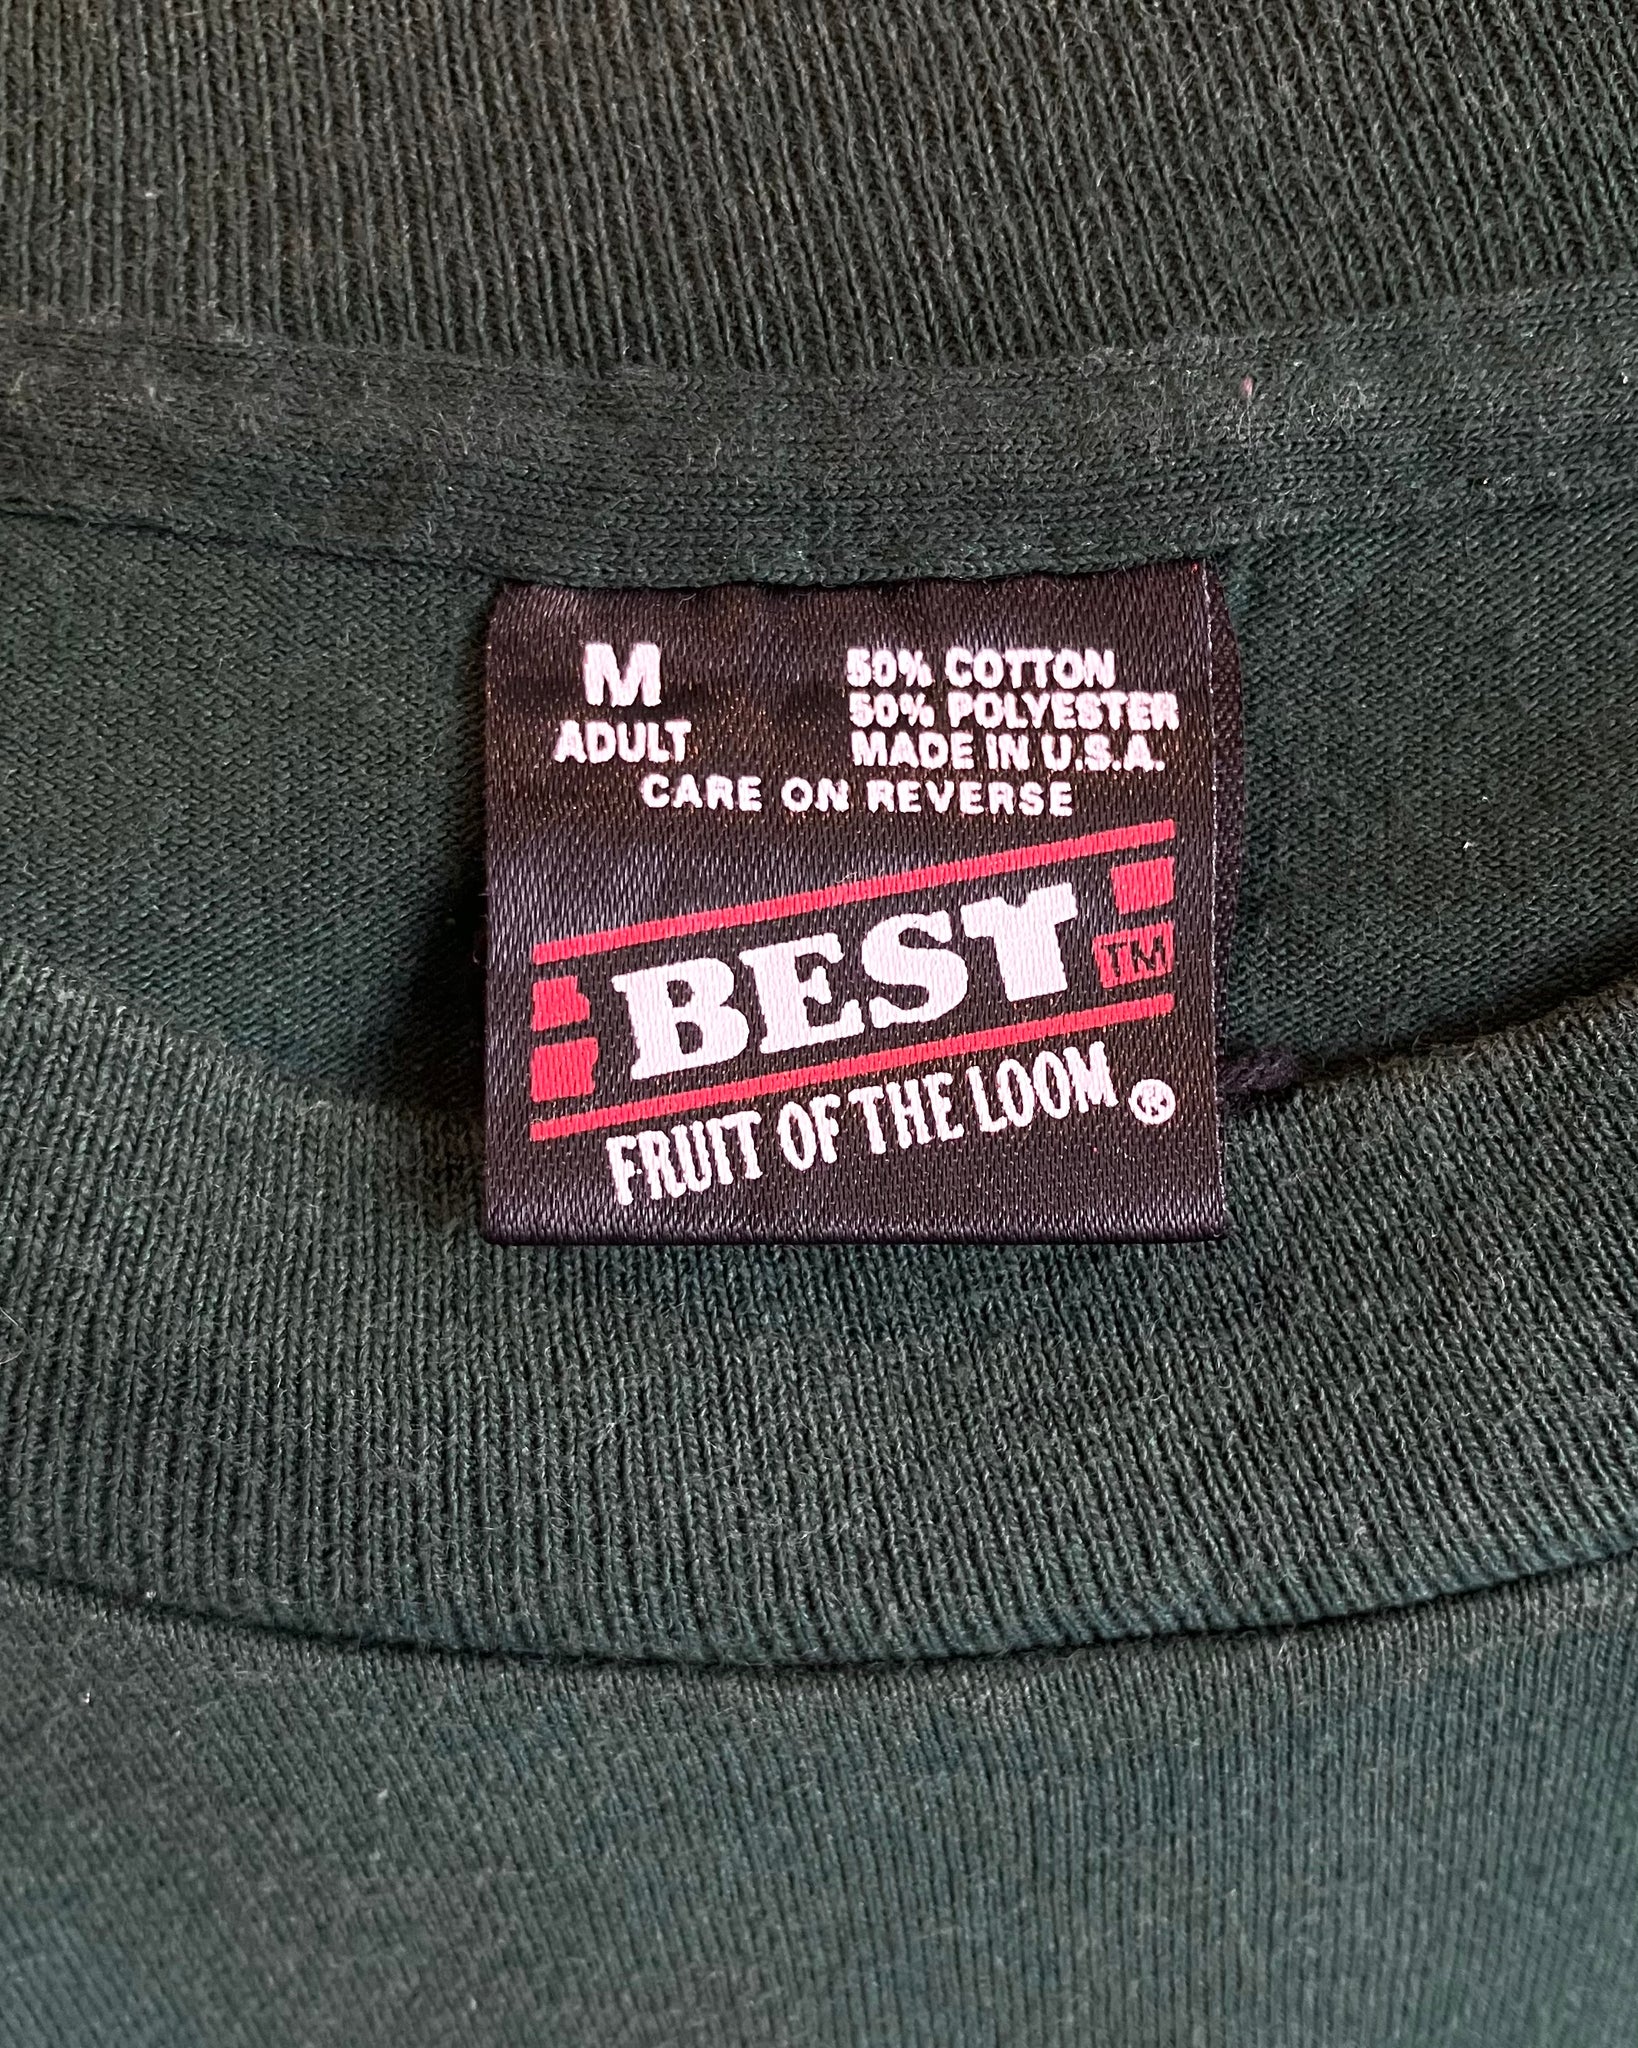 M
ADULT
50% COTTON
50% POLYESTER
MADE IN U.S.A.
CARE ON REVERSE
BEST
TM
FRUIT OF THE LOOM ®